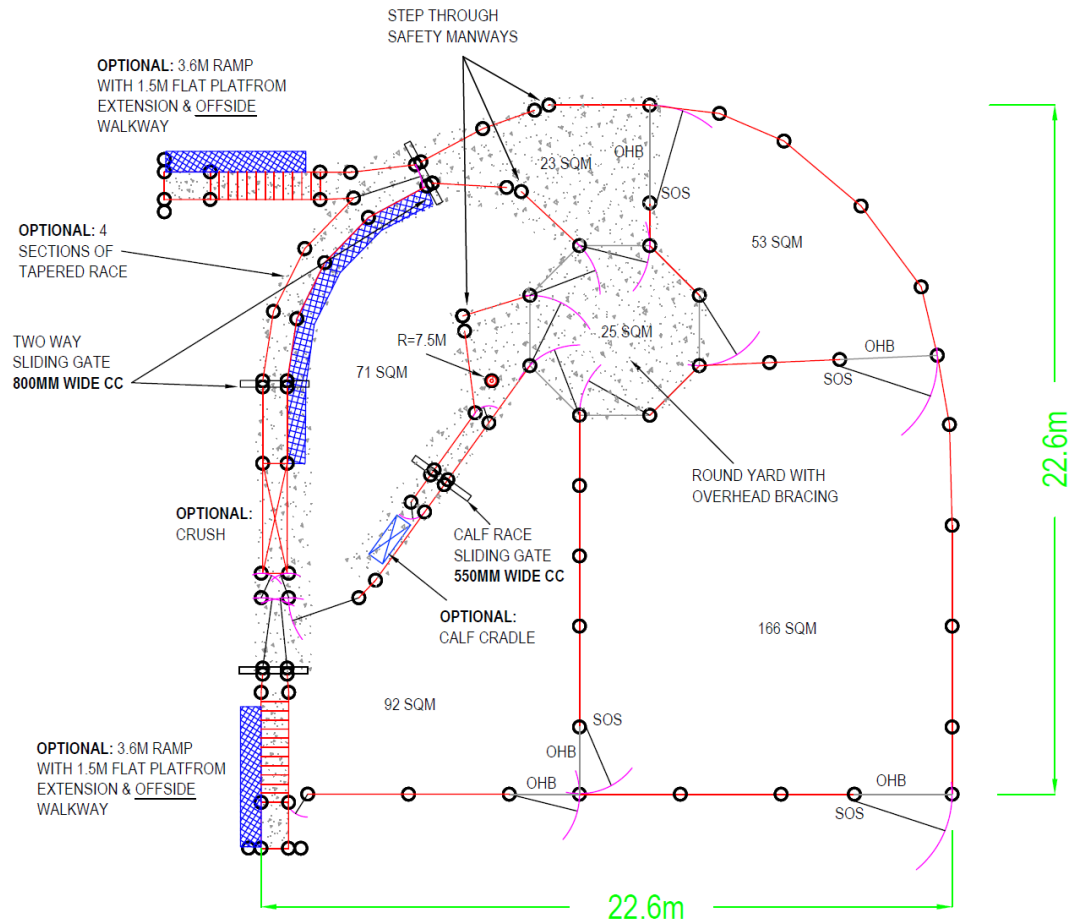 STEP THROUGH
SAFETY MANWAYS
OPTIONAL: 3.6M RAMP
WITH 1.5M FLAT PLATFROM
EXTENSION & OFFSIDE
WALKWAY
23 SQM
OHB
SOS
OPTIONAL: 4
SECTIONS OF
TAPERED RACE
53 SQM
TWO WAY
SLIDING GATE
800MM WIDE CC
R=7.5M
25 SQM
71 SQM
OHB
SOS
22.6m
ROUND YARD WITH
OVERHEAD BRACING
OPTIONAL:
CRUSH
CALF RACE
SLIDING GATE
550MM WIDE CC
OPTIONAL:
CALF CRADLE
166 SQM
92 SQM
SOS
OHB
OPTIONAL: 3.6M RAMP
WITH 1.5M FLAT PLATFROM
EXTENSION & OFFSIDE
WALKWAY
OHB
OHB
SOS
22.6m